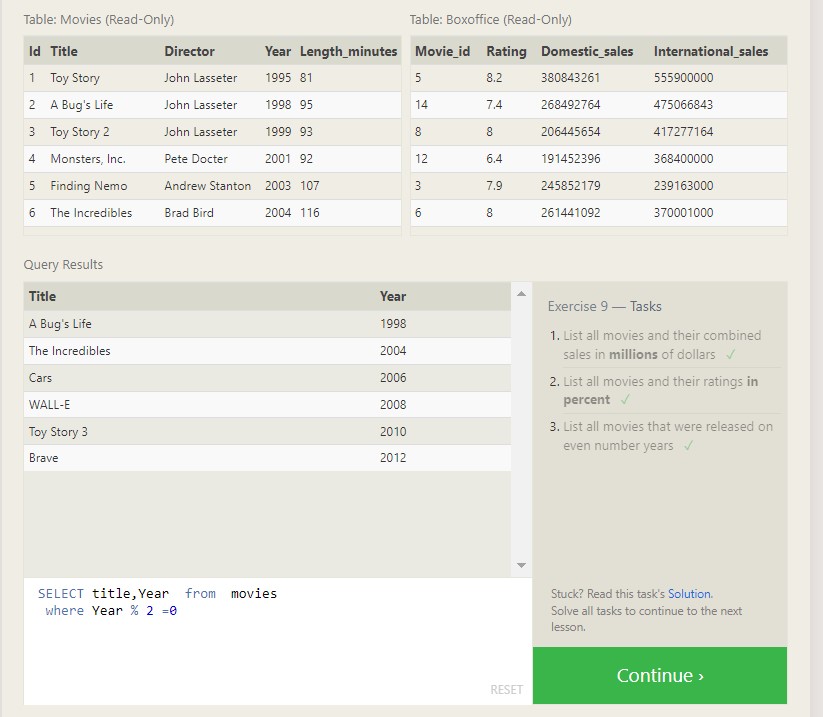 Table: Movies (Read-Only) Table: Boxoffice (Read-Only)
Id Title Director Year Length_minutes Movie_id Rating Domestic_sales International_sales
1 Toy Story John Lasseter 1995 81 5 8.2 380843261 555900000
2 A Bug's Life John Lasseter 1998 95 14 7.4 268492764 475066843
3 Toy Story 2 John Lasseter 1999 93 8 8 206445654 417277164
4 Monsters, Inc. Pete Docter 2001 92 12 6.4 191452396 368400000
5 Finding Nemo Andrew Stanton 2003 107 3 7.9 245852179 239163000
6 The Incredibles Brad Bird 2004 116 6 8 261441092 370001000
Query Results
Title Year
A Bug's Life 1998
The Incredibles 2004
Cars 2006
WALL-E 2008
Toy Story 3 2010
Brave 2012
SELECT title,Year from movies
where Year % 2 =0
RESET
Exercise 9 — Tasks
1. List all movies and their combined
sales in millions of dollars ✓
2. List all movies and their ratings in
percent ✓
3. List all movies that were released on
even number years ✓
Stuck? Read this task's Solution.
Solve all tasks to continue to the next
lesson.
Continue ›